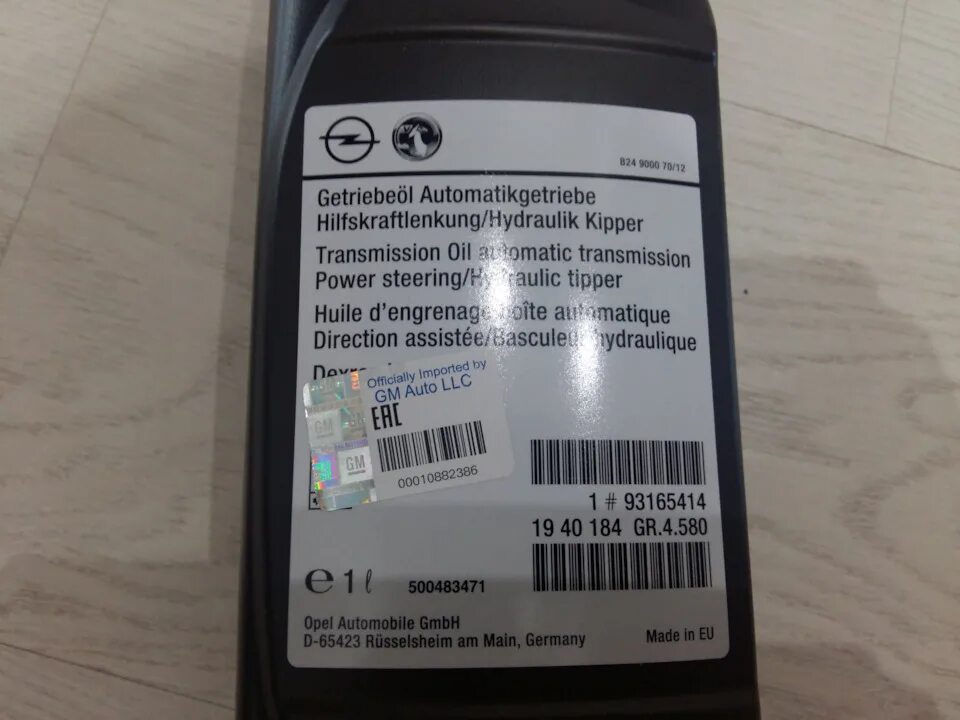 B24 9000 70/12
Getriebeöl Automatikgetriebe
Hilfskraftlenkung/Hydraulik Kipper
Transmission Oil automatic transmission
Power steering/Hydraulic tipper
Huile d'engrenage boîte automatique
Direction assistée/Basculeur hydraulique
Officially Imported by
GM Auto LLC
EAC
GM
GM
00010882386
1 # 93165414
19 40 184 GR.4.580
e 1 l
500483471
Opel Automobile GmbH
D-65423 Rüsselsheim am Main, Germany
Made in EU